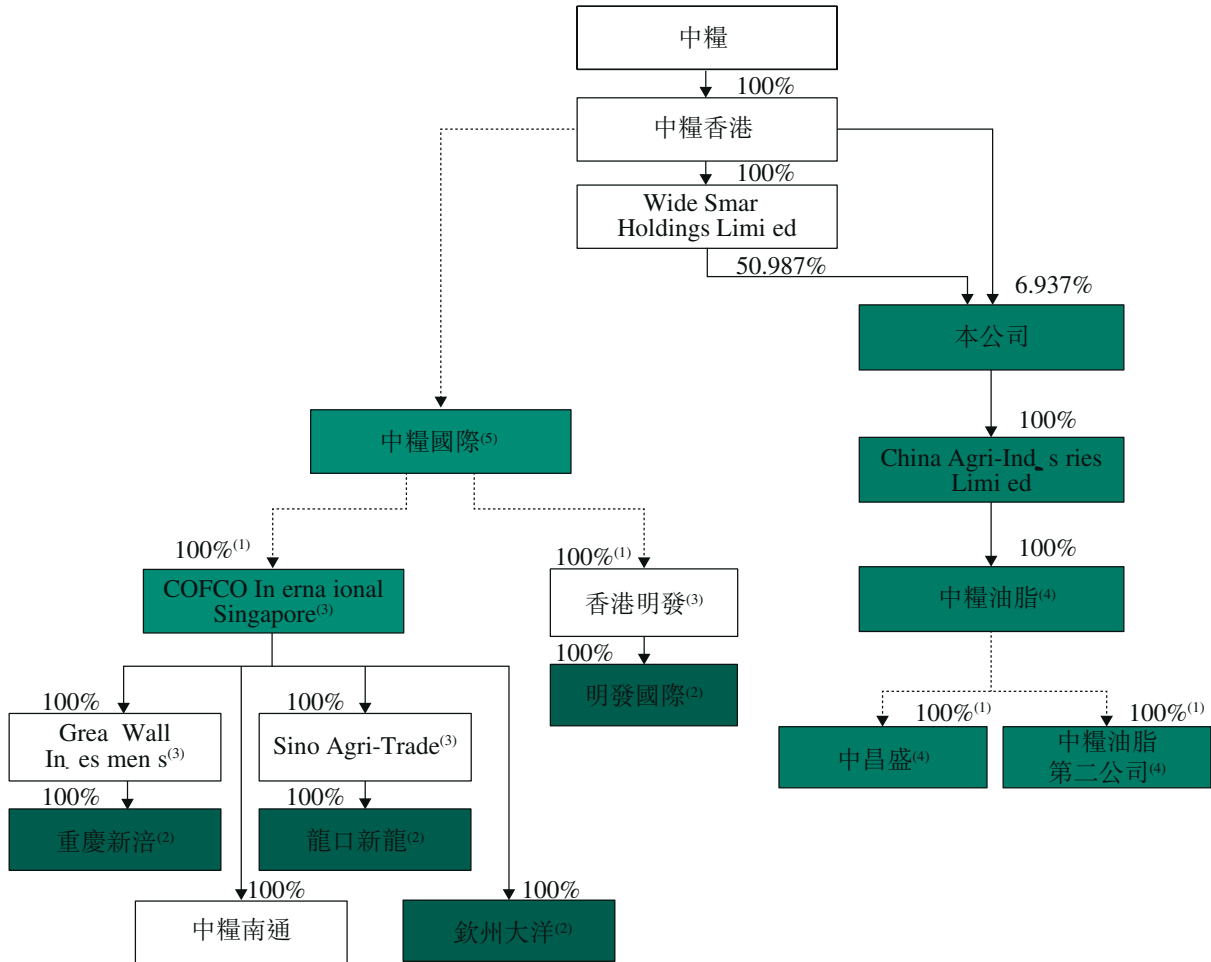 中糧
100%
中糧香港
100%
Wide Smar
Holdings Limi ed
50.987%
6.937%
本公司
100%
中糧國際(5)
China Agri-Ind s ries
Limi ed
100%(1)
100%(1)
100%
COFCO In erna ional
Singapore(3)
香港明發(3)
中糧油脂(4)
100%
100%
100%
明發國際(2)
100%(1)
100%(1)
Grea Wall
In es men s(3)
Sino Agri-Trade(3)
中昌盛(4)
中糧油脂
第二公司(4)
100%
100%
重慶新涪(2)
龍口新龍(2)
100%
100%
中糧南通
欽州大洋(2)